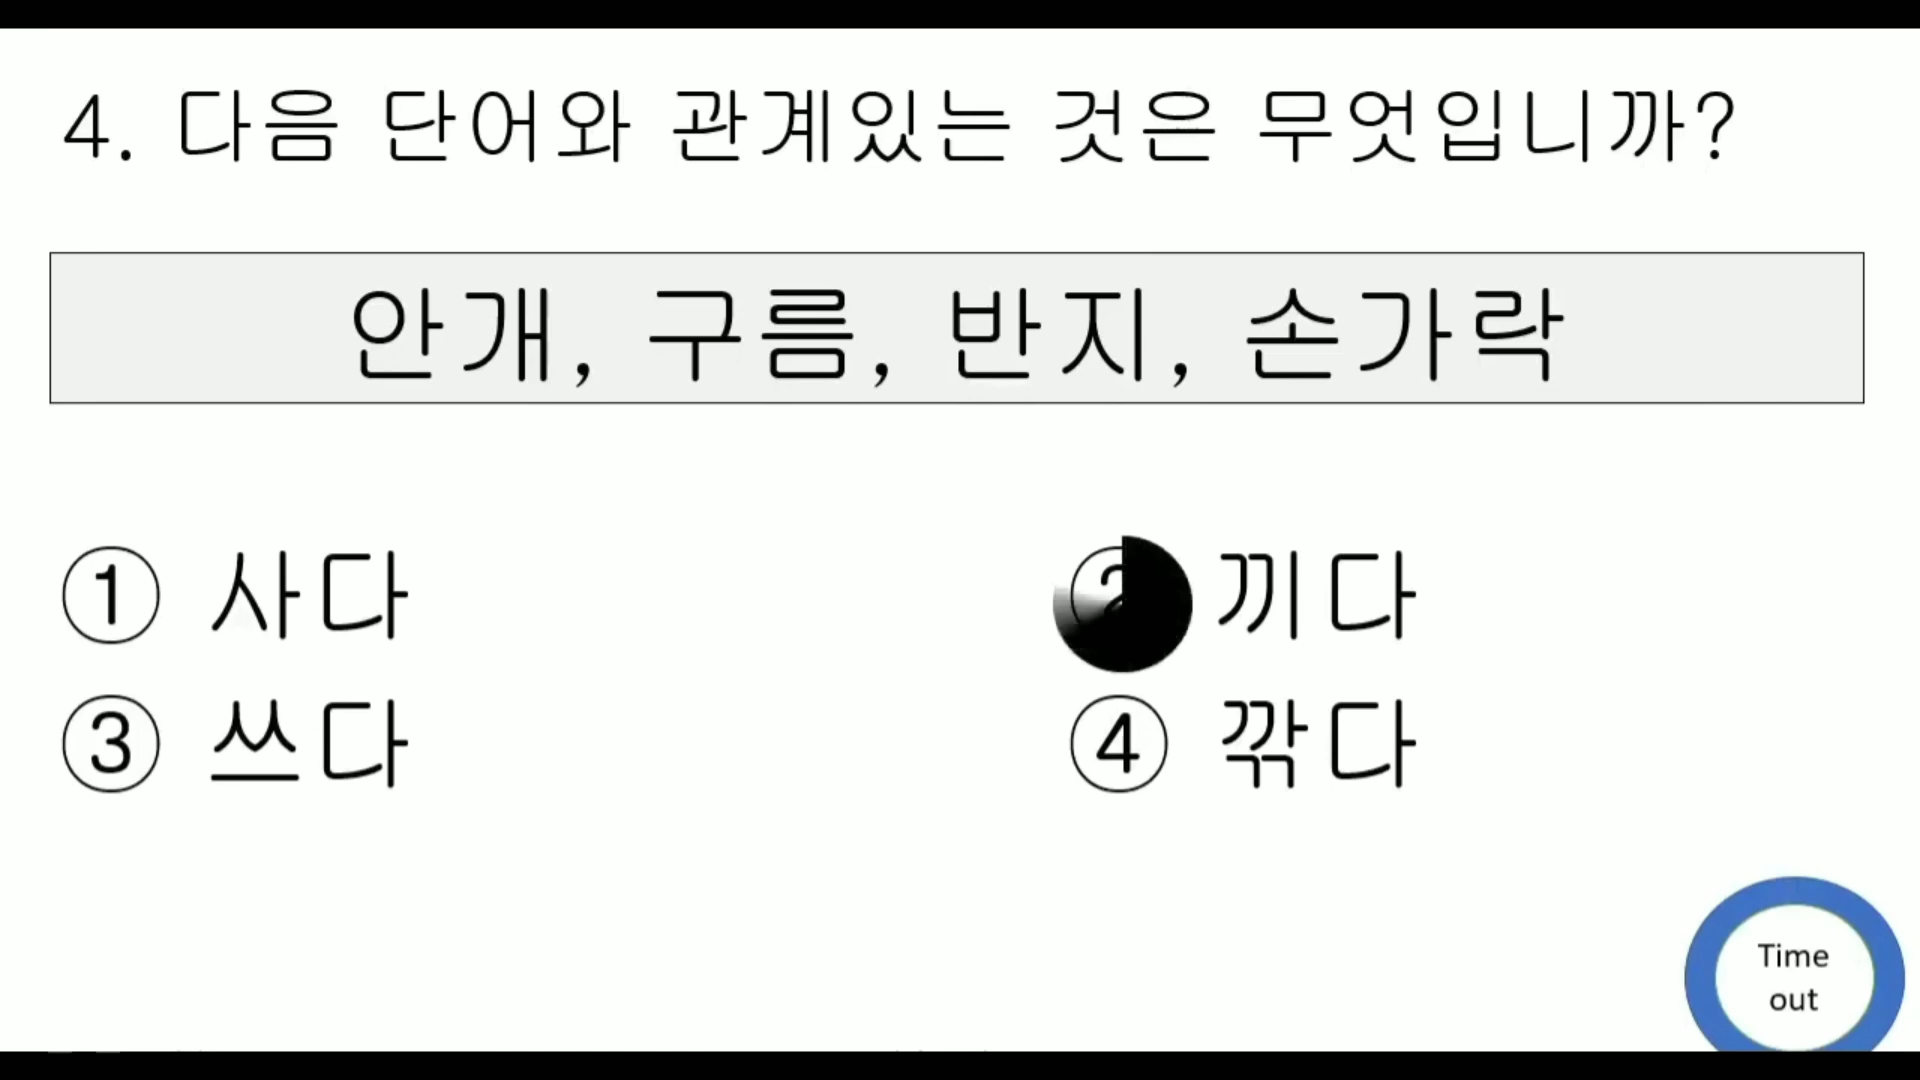 4. 다음 단어와 관계있는 것은 무엇입니까?
안개, 구름, 반지, 손가락
① 사다
② 끼다
③ 쓰다
④ 깎다
Time
out